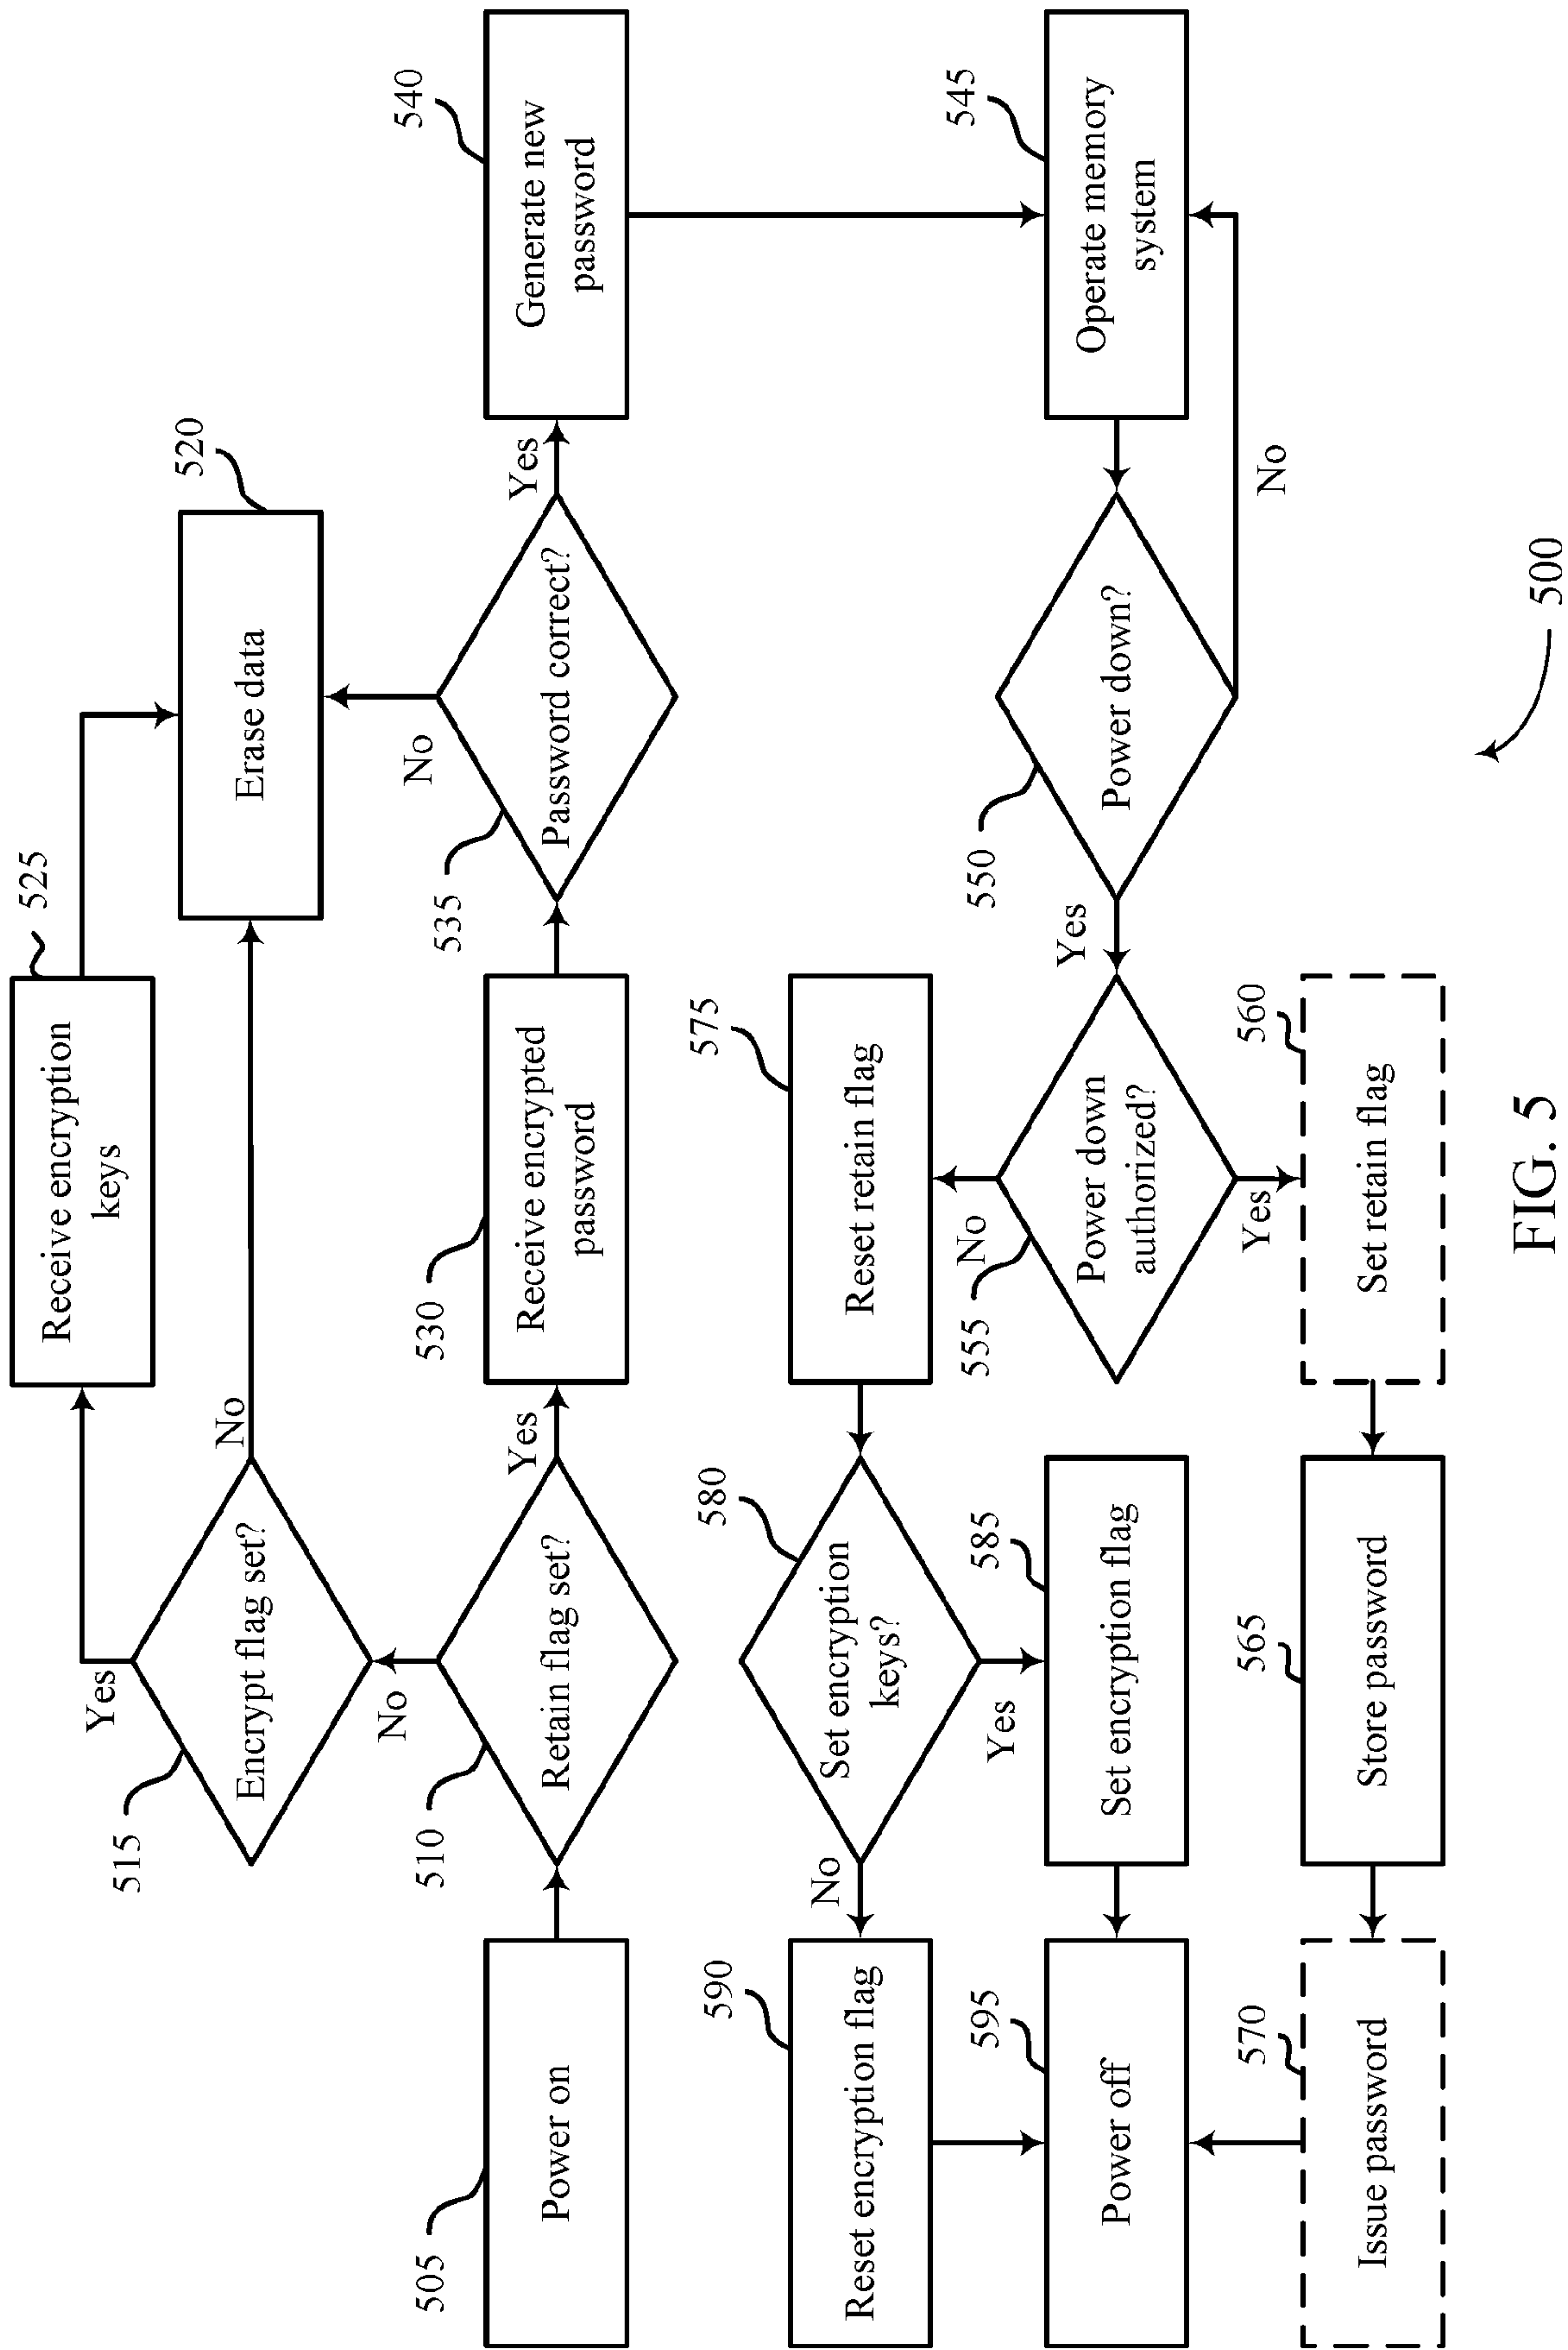 525
Receive encryption
keys
515
Yes
Encrypt flag set?
No
520
Erase data
505
Power on
510
No
Retain flag set?
Yes
530
Receive encrypted
password
535
No
Password correct?
Yes
540
Generate new
password
590
Reset encryption flag
No
580
Set encryption
keys?
Yes
575
Reset retain flag
595
Power off
585
Set encryption flag
555
No
Power down
authorized?
Yes
Yes
550
Power down?
No
545
Operate memory
system
570
Issue password
565
Store password
560
Set retain flag
500
FIG. 5